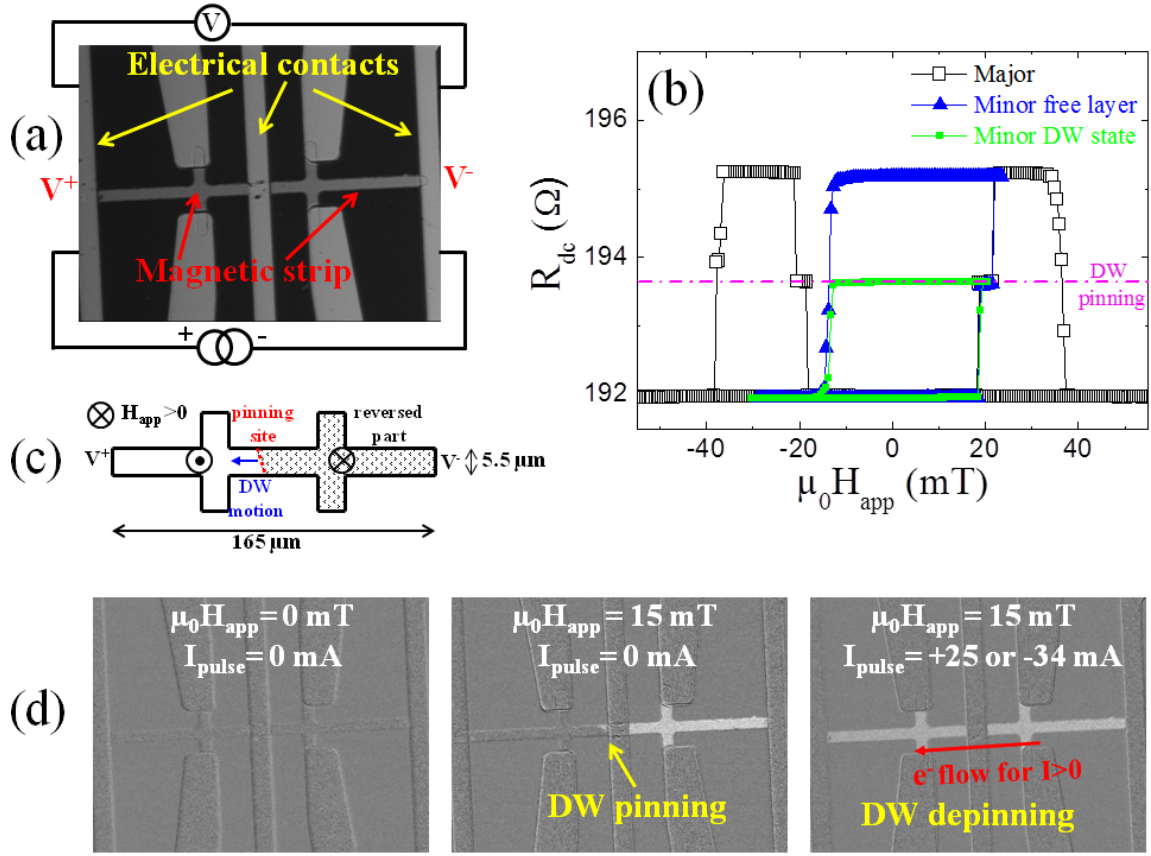 (a)
V
Electrical contacts
V+
V-
Magnetic strip
+ -
(b)
Major
Minor free layer
Minor DW state
196
194
192
DW
pinning
-40 -20 0 20 40
μ0Happ (mT)
Rdc (Ω)
(c)
Happ>0
pinning
site
reversed
part
V+
V-
5.5 μm
DW
motion
165 μm
(d)
μ0Happ= 0 mT
Ipulse= 0 mA
μ0Happ= 15 mT
Ipulse= 0 mA
DW pinning
μ0Happ= 15 mT
Ipulse= +25 or -34 mA
e- flow for I>0
DW depinning